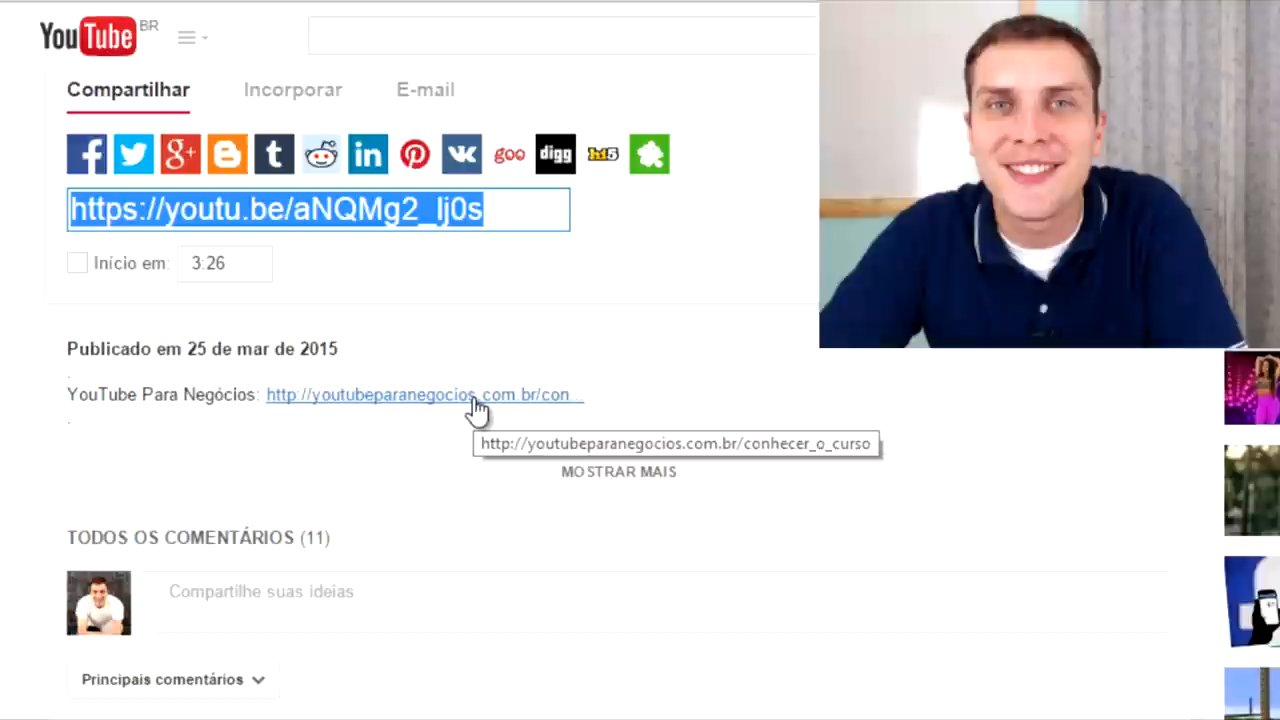 YouTube BR
Compartilhar Incorporar E-mail
f g+ B t in vk goo digg hi5
https://youtu.be/aNQMg2_lj0s
Início em: 3:26
Publicado em 25 de mar de 2015
.
YouTube Para Negócios: http://youtubeparanegocios.com.br/con...
.
http://youtubeparanegocios.com.br/conhecer_o_curso
MOSTRAR MAIS
TODOS OS COMENTÁRIOS (11)
Compartilhe suas ideias
Principais comentários